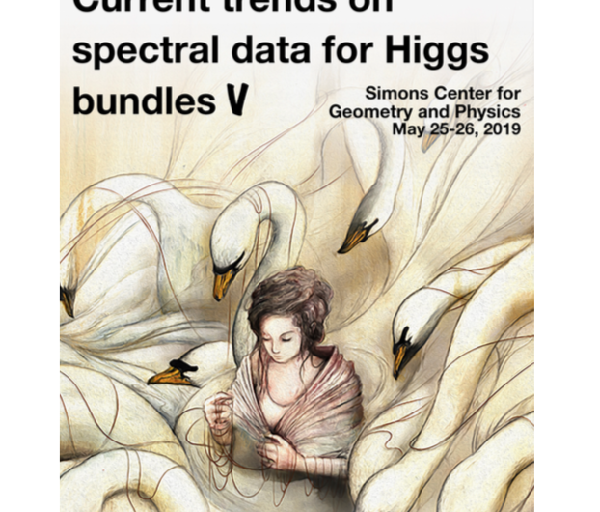 Current trends on
spectral data for Higgs
bundles V
Simons Center for
Geometry and Physics
May 25-26, 2019